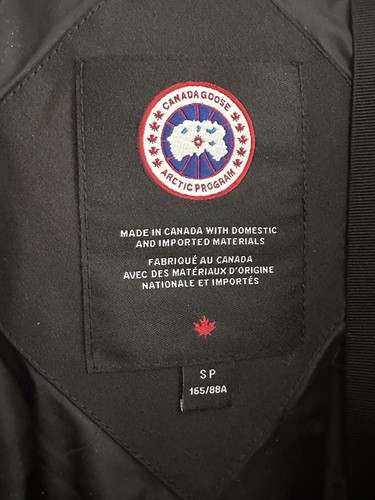 CANADA GOOSE
ARCTIC PROGRAM
MADE IN CANADA WITH DOMESTIC
AND IMPORTED MATERIALS
FABRIQUÉ AU CANADA
AVEC DES MATÉRIAUX D'ORIGINE
NATIONALE ET IMPORTÉS
SP
165/88A